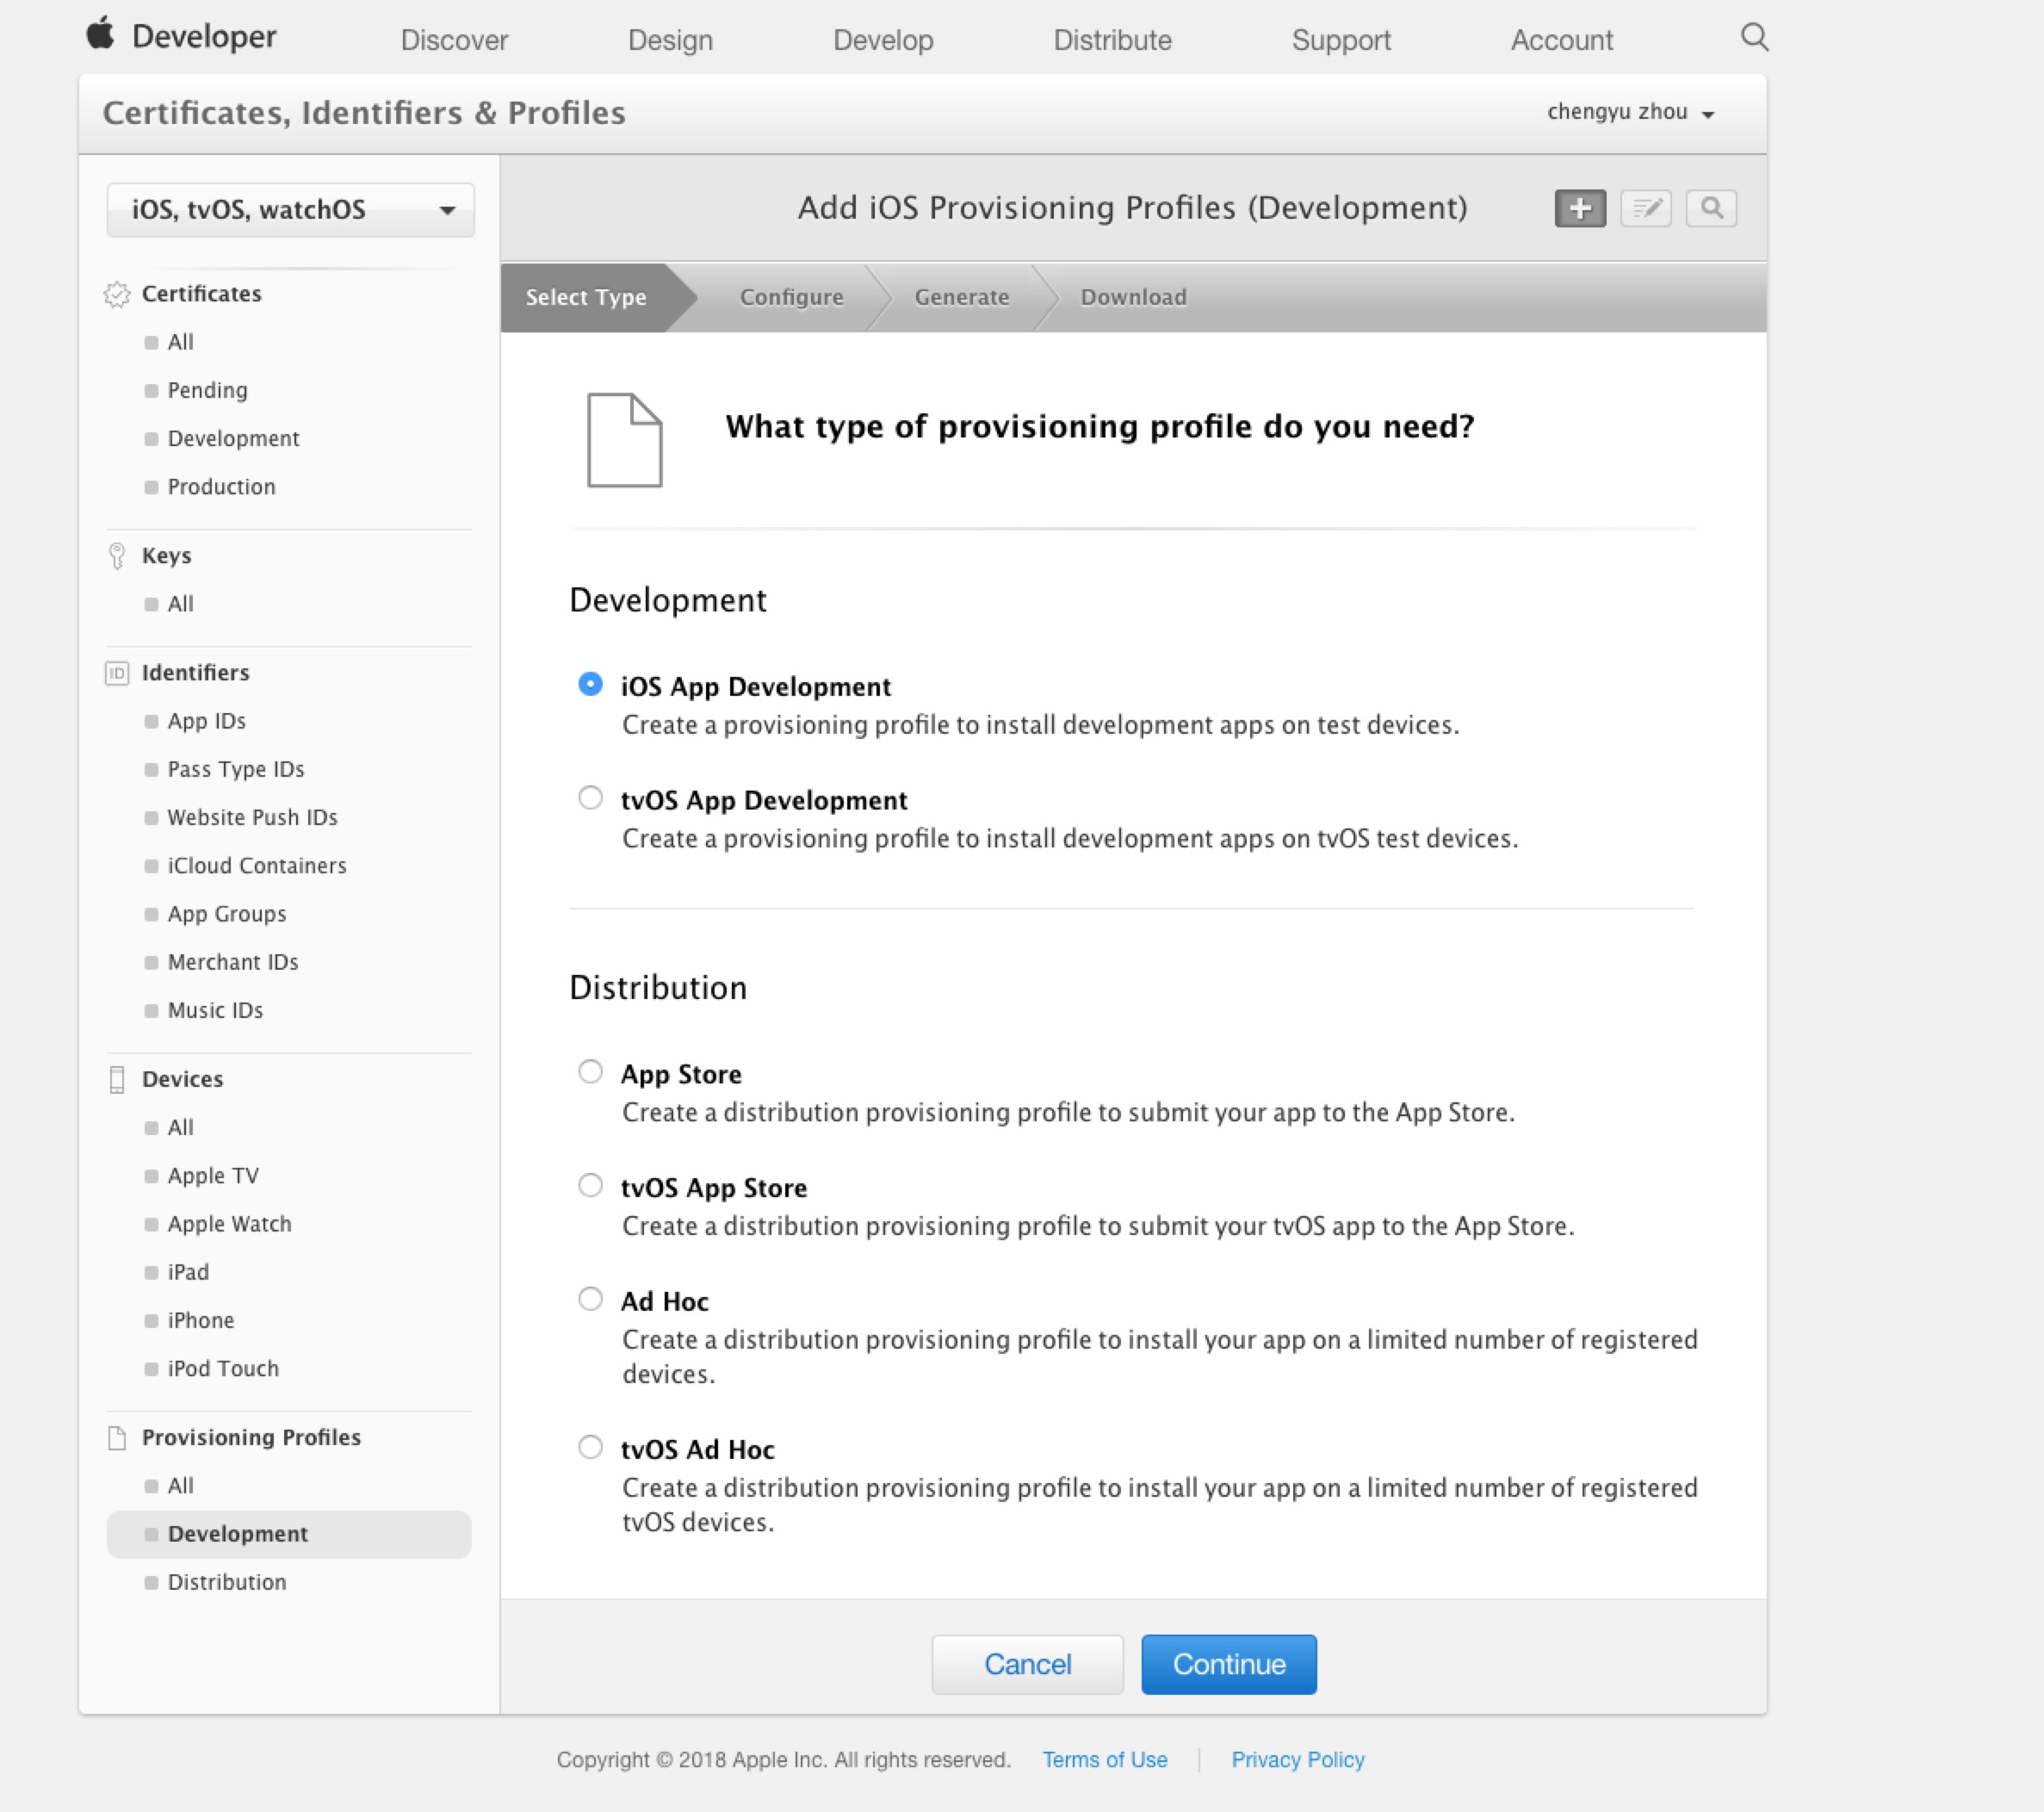 Developer
Discover
Design
Develop
Distribute
Support
Account
Certificates, Identifiers & Profiles
chengyu zhou
iOS, tvOS, watchOS
Certificates
All
Pending
Development
Production
Keys
All
ID
Identifiers
App IDs
Pass Type IDs
Website Push IDs
iCloud Containers
App Groups
Merchant IDs
Music IDs
Devices
All
Apple TV
Apple Watch
iPad
iPhone
iPod Touch
Provisioning Profiles
All
Development
Distribution
Add iOS Provisioning Profiles (Development)
Select Type
Configure
Generate
Download
What type of provisioning profile do you need?
Development
iOS App Development
Create a provisioning profile to install development apps on test devices.
tvOS App Development
Create a provisioning profile to install development apps on tvOS test devices.
Distribution
App Store
Create a distribution provisioning profile to submit your app to the App Store.
tvOS App Store
Create a distribution provisioning profile to submit your tvOS app to the App Store.
Ad Hoc
Create a distribution provisioning profile to install your app on a limited number of registered
devices.
tvOS Ad Hoc
Create a distribution provisioning profile to install your app on a limited number of registered
tvOS devices.
Cancel
Continue
Copyright © 2018 Apple Inc. All rights reserved.
Terms of Use
Privacy Policy